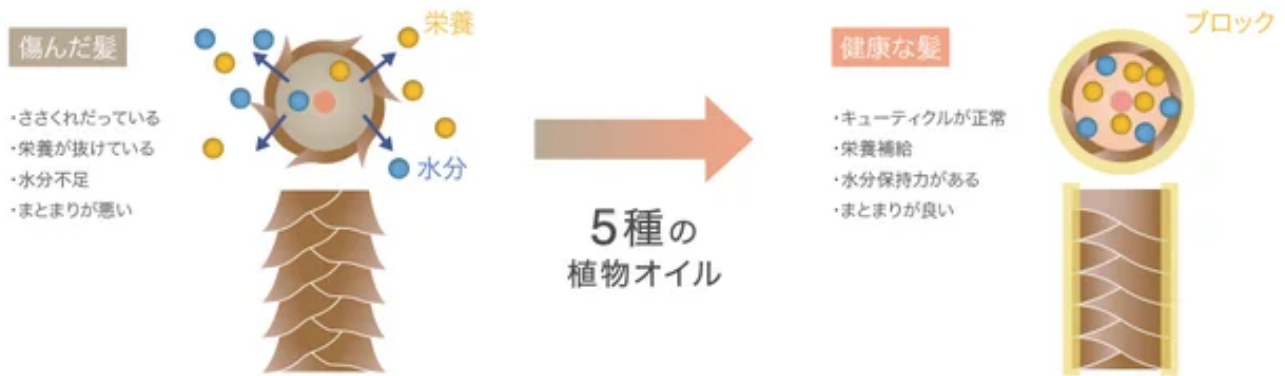 傷んだ髪
・ささくれだっている
・栄養が抜けている
・水分不足
・まとまりが悪い
栄養
水分
5種の
植物オイル
健康な髪
・キューティクルが正常
・栄養補給
・水分保持力がある
・まとまりが良い
ブロック